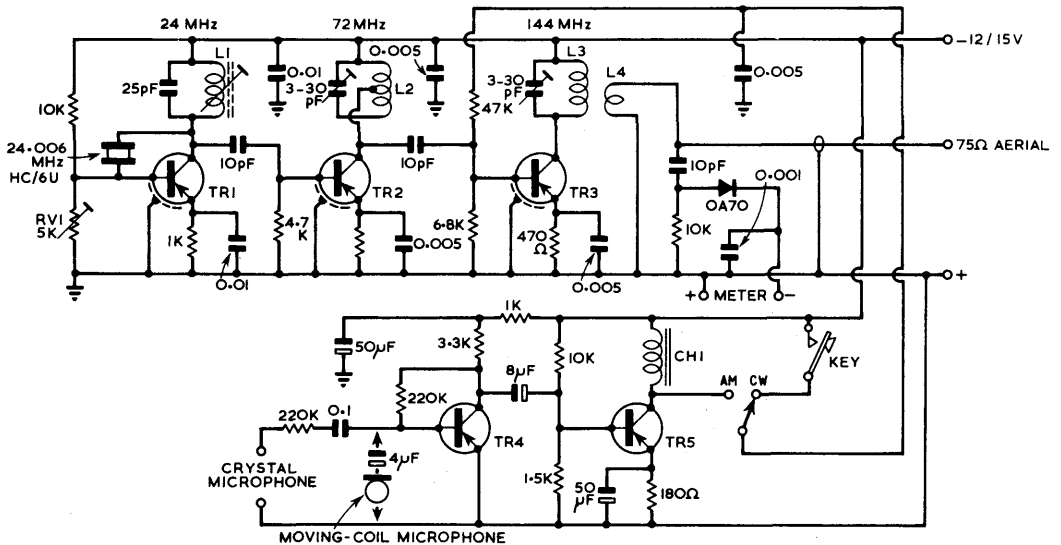 24 MHz
72 MHz
144 MHz
−12/15V
L1
25pF
0.01
3-30
pF
L2
0.005
47K
3-30
pF
L3
L4
0.005
10K
24.006
MHz
HC/6U
10pF
10pF
75Ω AERIAL
10pF
0.001
OA70
TR1
TR2
TR3
RV1
5K
1K
0.01
4.7
K
0.005
6.8K
470
Ω
0.005
10K
+
+ METER −
1K
50µF
3.3K
8µF
10K
CH1
KEY
AM CW
220K
220K
0.1
TR4
TR5
4µF
CRYSTAL
MICROPHONE
1.5K
50
µF
180Ω
MOVING-COIL MICROPHONE